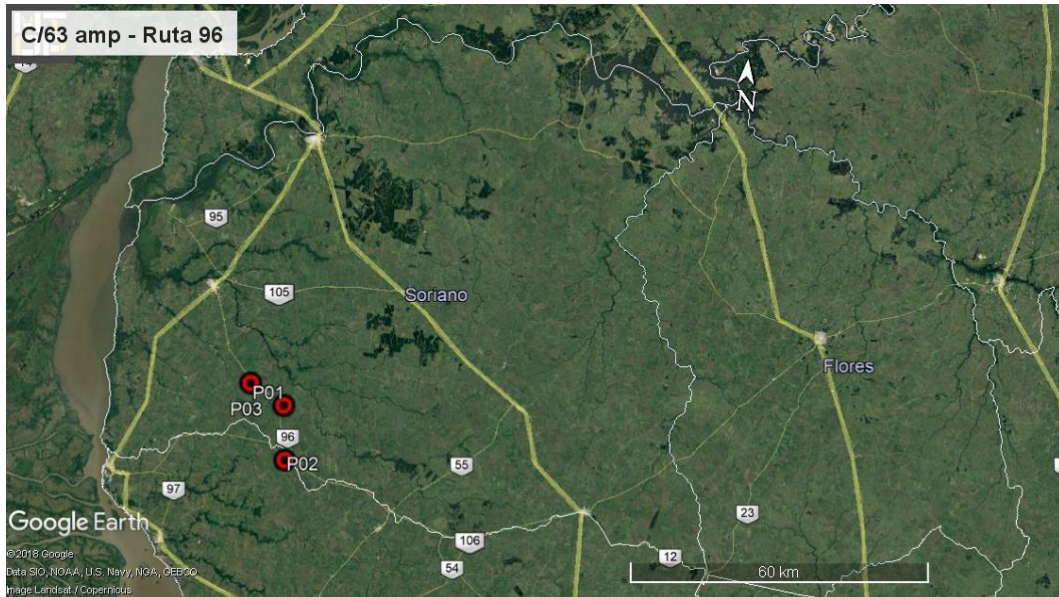 C/63 amp - Ruta 96
N
95
105
Soriano
Flores
P01
P03
96
P02
55
97
23
Google Earth
106
12
54
60 km
©2018 Google
Data SIO, NOAA, U.S. Navy, NGA, GEBCO
Image Landsat / Copernicus